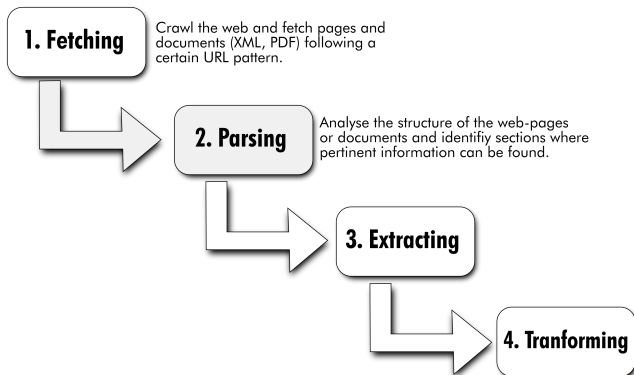 1. Fetching
Crawl the web and fetch pages and
documents (XML, PDF) following a
certain URL pattern.
2. Parsing
Analyse the structure of the web-pages
or documents and identifiy sections where
pertinent information can be found.
3. Extracting
4. Tranforming